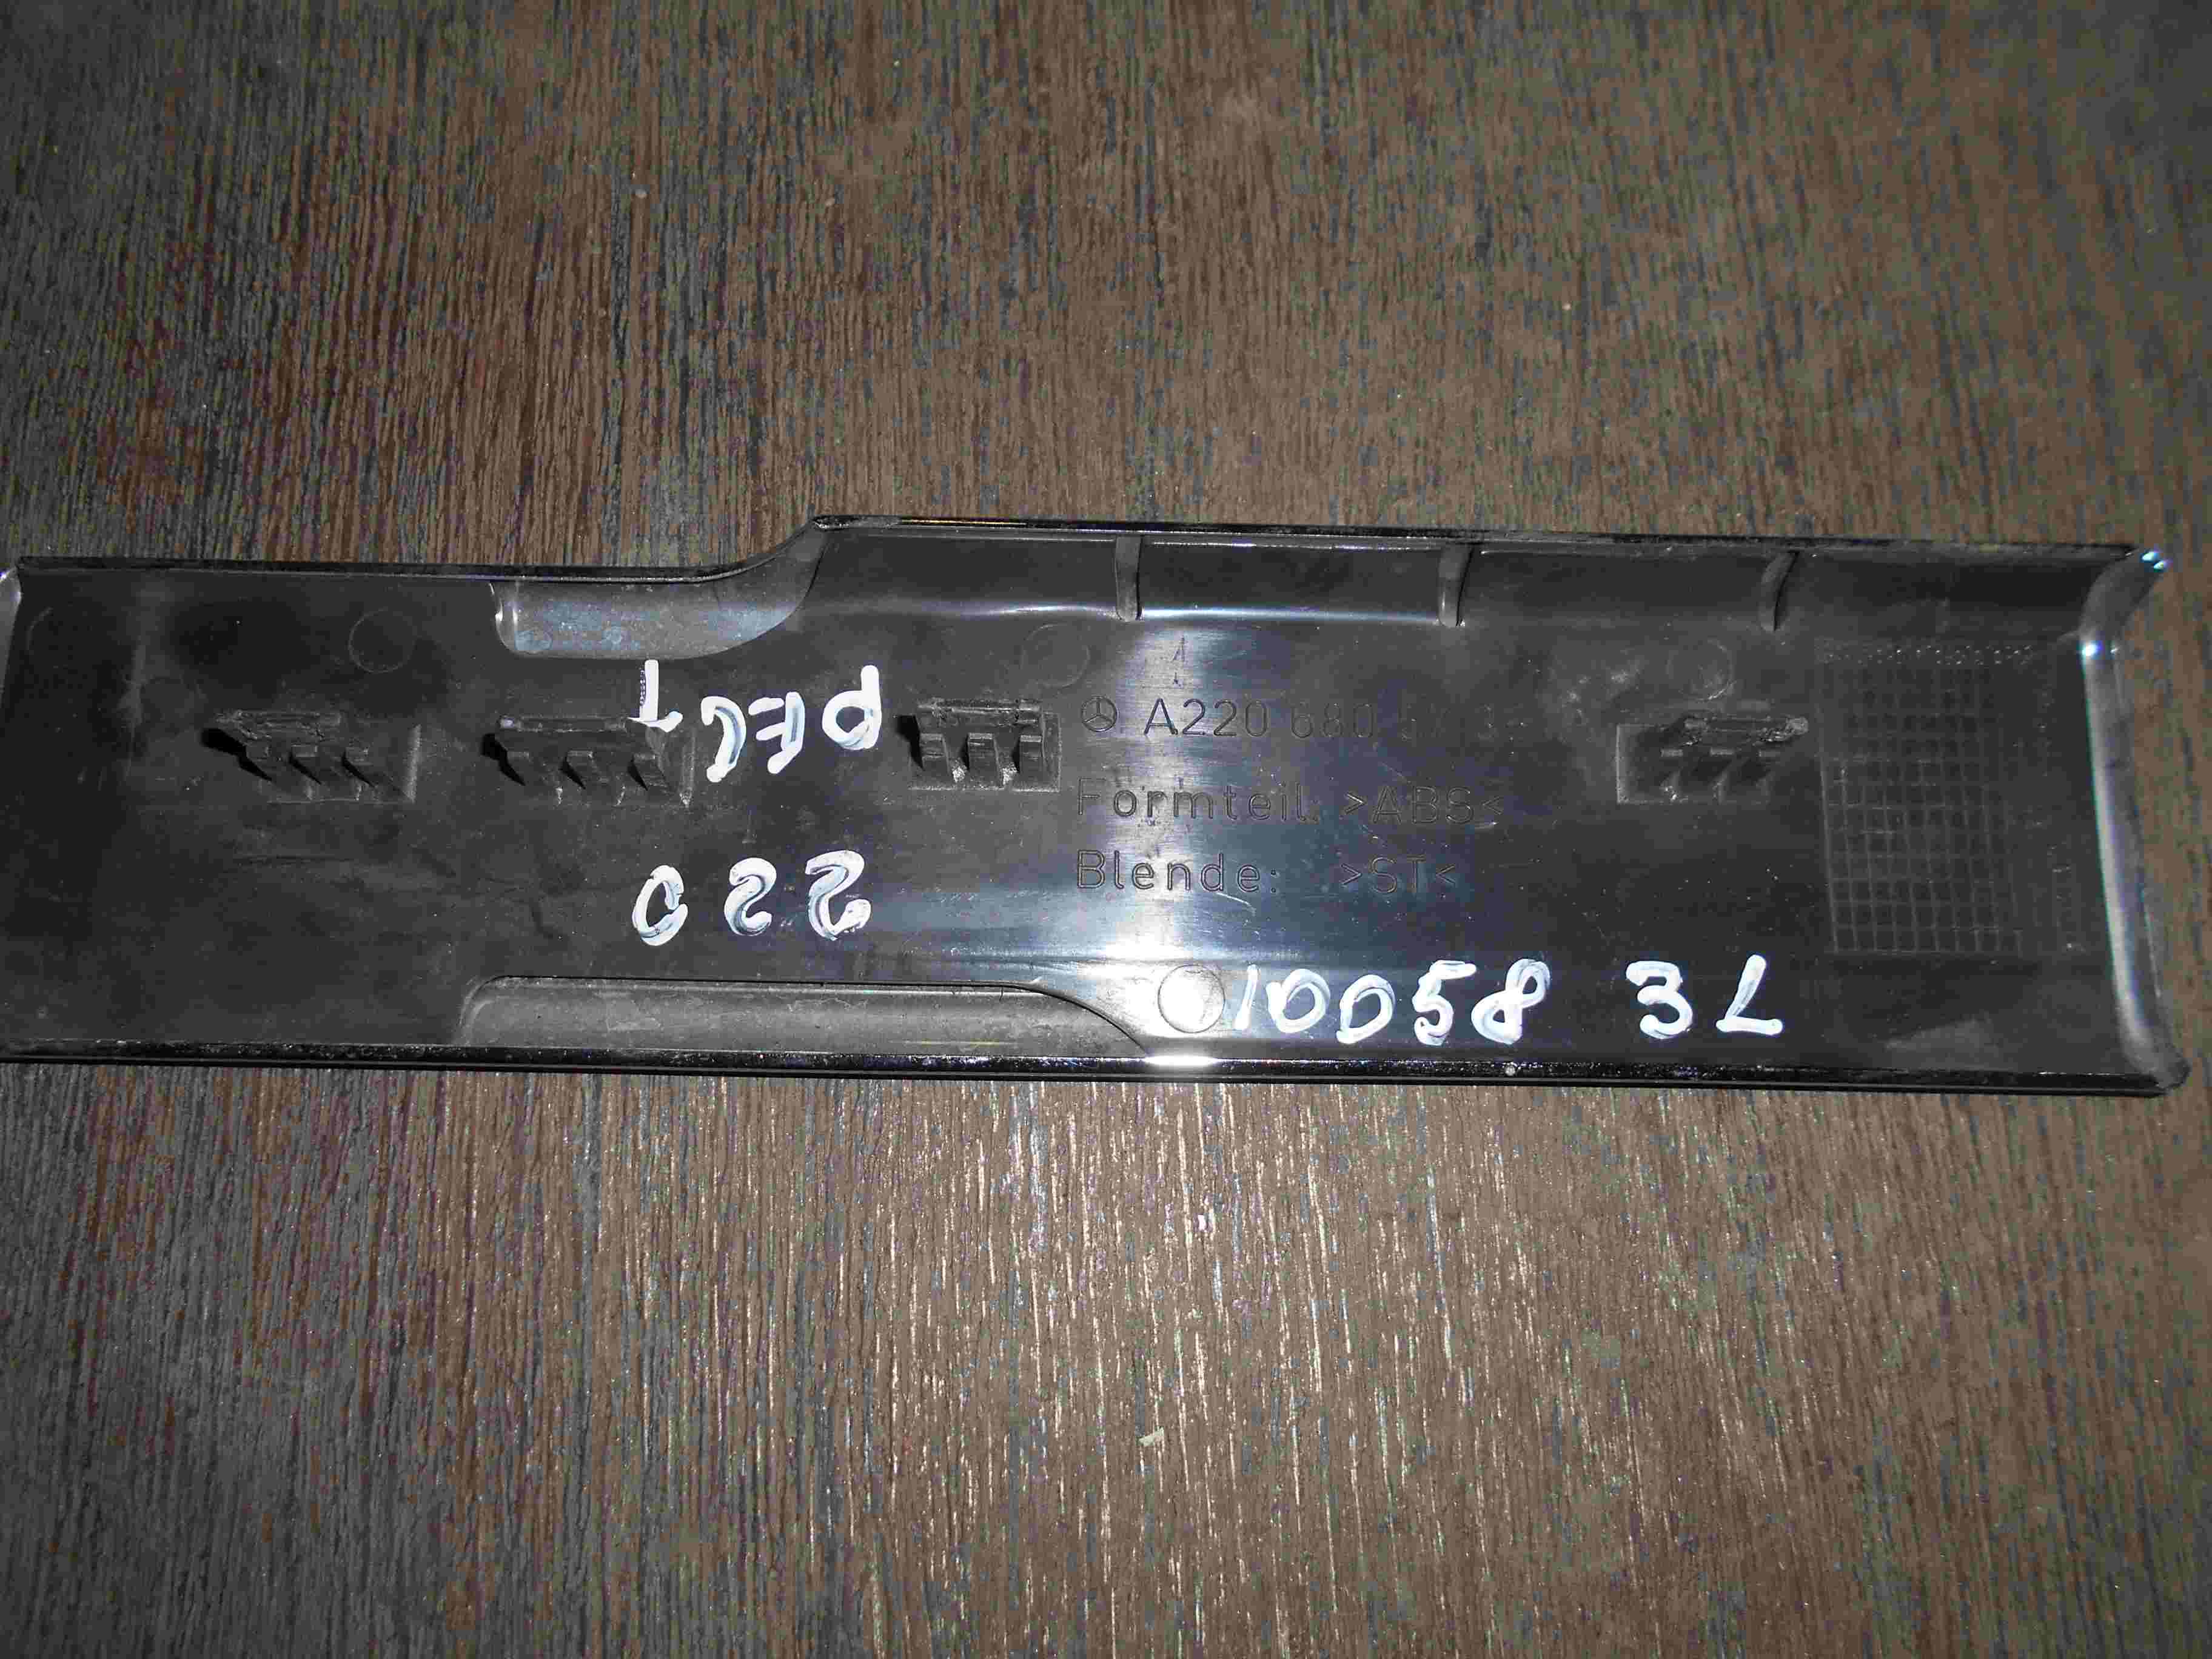 A220 680
Formteil: >ABS<
Blende: >ST<
10058 3L
РЕСТ
220